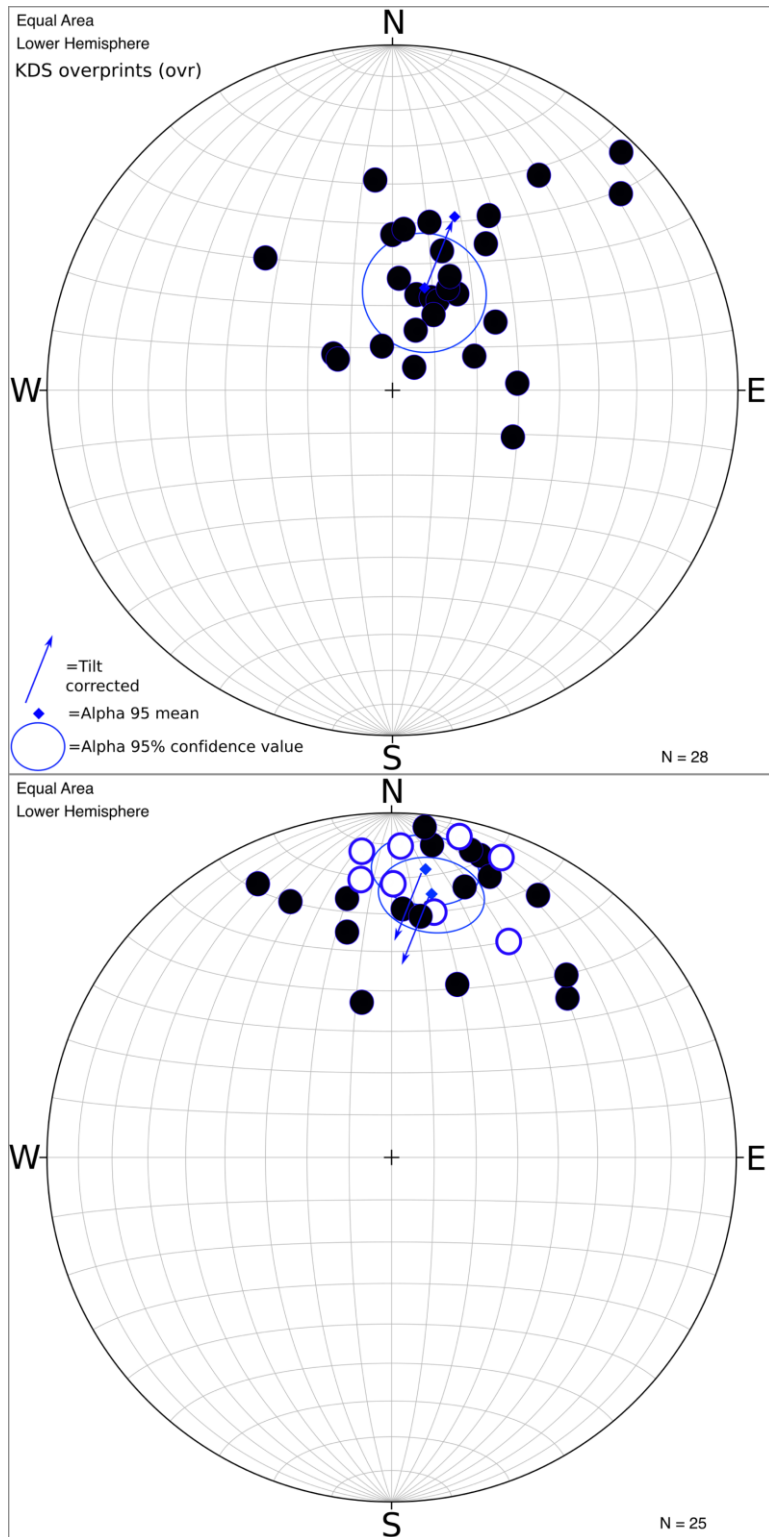 Equal Area
Lower Hemisphere
KDS overprints (ovr)
N
W
E
=Tilt
corrected
=Alpha 95 mean
=Alpha 95% confidence value
S
N = 28
Equal Area
Lower Hemisphere
N
W
E
S
N = 25